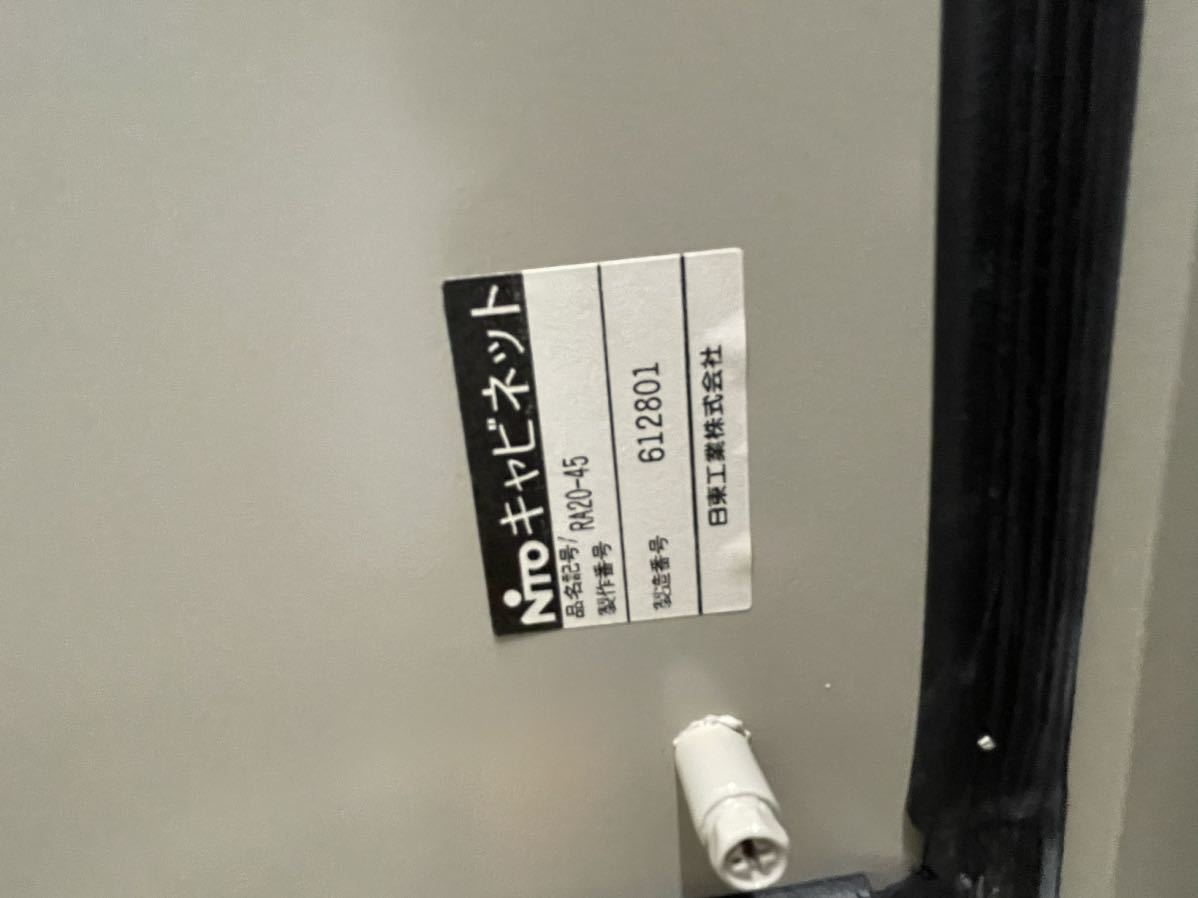 NITO キャビネット
品名記号/
製作番号 RA20-45
製造番号 612801
日東工業株式会社